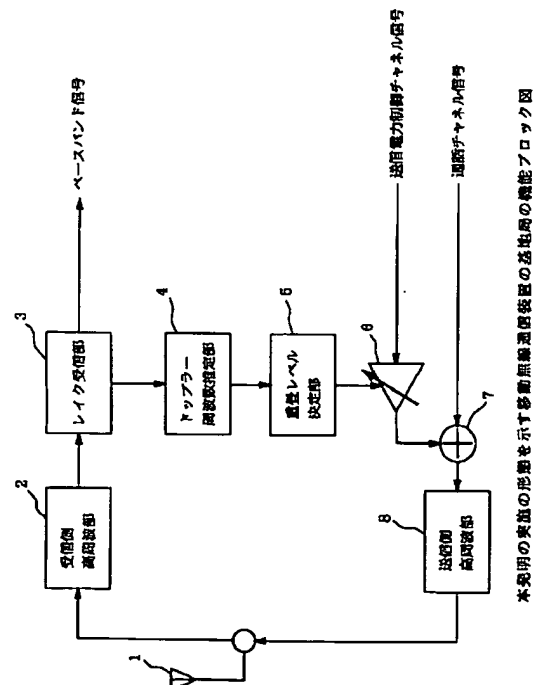 1
2
受信側
高周波部
3
レイク受信部
ベースバンド信号
4
ドップラー
周波数推定部
5
重畳レベル
決定部
6
送信電力制御チャネル信号
7
通話チャネル信号
8
送信側
高周波部
本発明の実施の形態を示す移動無線通信装置の基地局の機能ブロック図